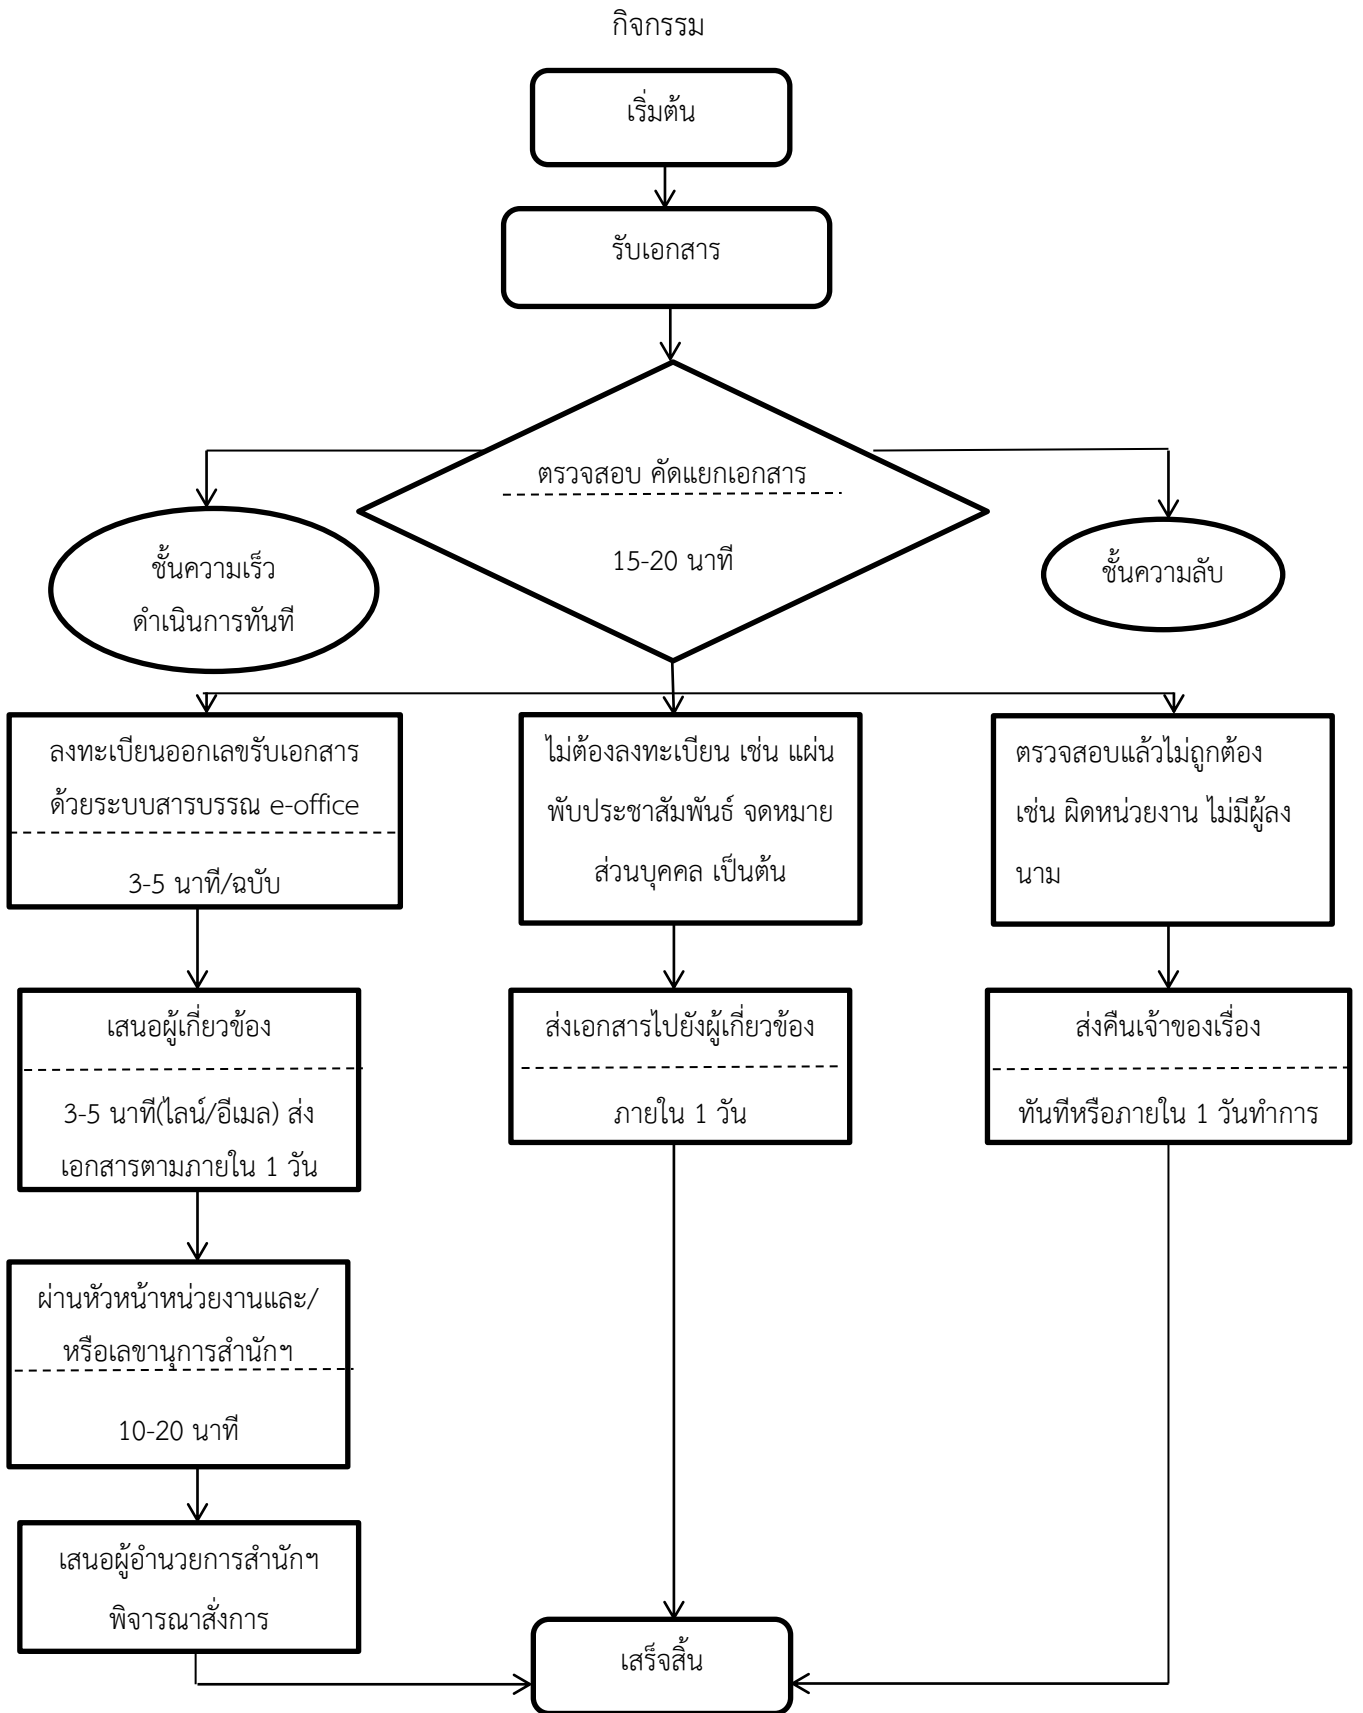 กิจกรรม
เริ่มต้น
รับเอกสาร
ตรวจสอบ คัดแยกเอกสาร
15-20 นาที
ชั้นความเร็ว
ดำเนินการทันที
ชั้นความลับ
ลงทะเบียนออกเลขรับเอกสาร
ด้วยระบบสารบรรณ e-office
3-5 นาที/ฉบับ
ไม่ต้องลงทะเบียน เช่น แผ่น
พับประชาสัมพันธ์ จดหมาย
ส่วนบุคคล เป็นต้น
ตรวจสอบแล้วไม่ถูกต้อง
เช่น ผิดหน่วยงาน ไม่มีผู้ลง
นาม
เสนอผู้เกี่ยวข้อง
3-5 นาที(ไลน์/อีเมล) ส่ง
เอกสารตามภายใน 1 วัน
ส่งเอกสารไปยังผู้เกี่ยวข้อง
ภายใน 1 วัน
ส่งคืนเจ้าของเรื่อง
ทันทีหรือภายใน 1 วันทำการ
ผ่านหัวหน้าหน่วยงานและ/
หรือเลขานุการสำนักฯ
10-20 นาที
เสนอผู้อำนวยการสำนักฯ
พิจารณาสั่งการ
เสร็จสิ้น